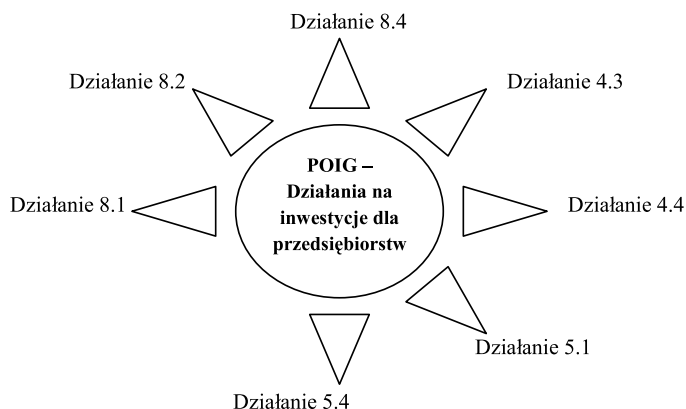 Działanie 8.4
Działanie 8.2
Działanie 4.3
POIG –
Działania na
inwestycje dla
przedsiębiorstw
Działanie 8.1
Działanie 4.4
Działanie 5.1
Działanie 5.4